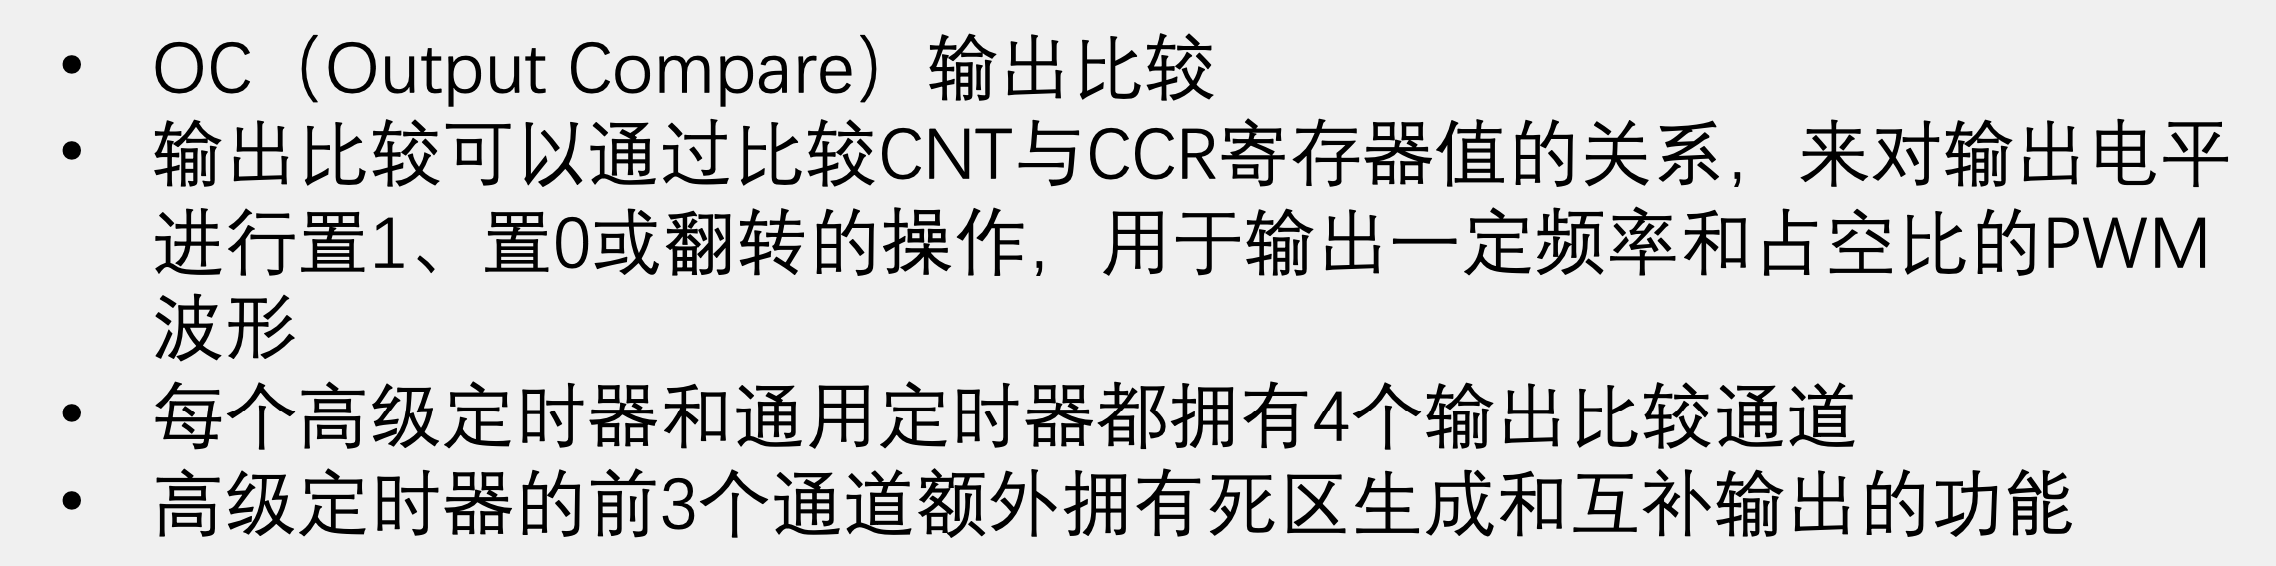 • OC（Output Compare）输出比较
• 输出比较可以通过比较CNT与CCR寄存器值的关系，来对输出电平
进行置1、置0或翻转的操作，用于输出一定频率和占空比的PWM
波形
• 每个高级定时器和通用定时器都拥有4个输出比较通道
• 高级定时器的前3个通道额外拥有死区生成和互补输出的功能